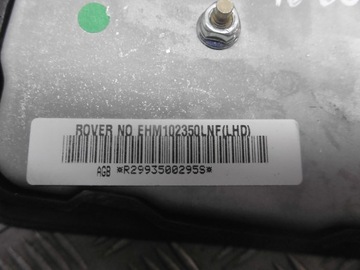 ROVER NO EHM102350LNF(LHD)
AGB *R2993500295S*